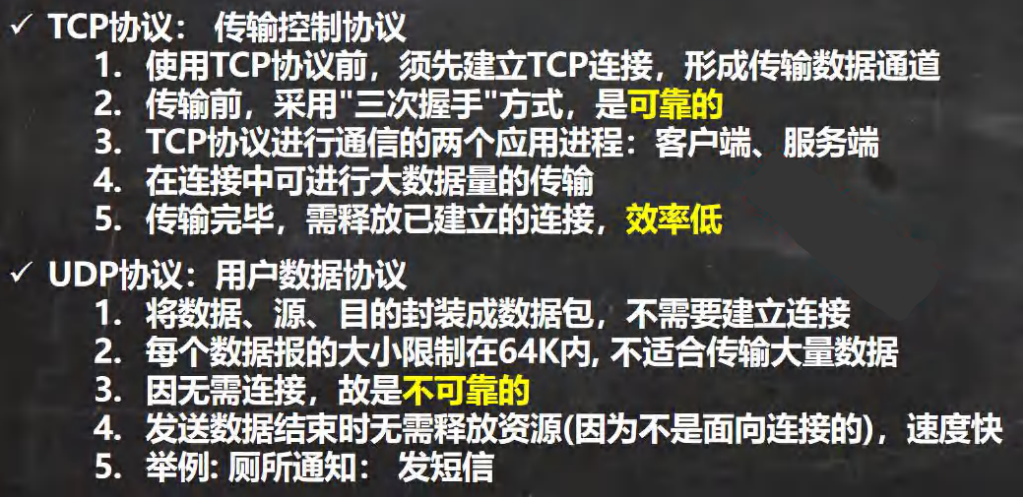 ✓ TCP协议： 传输控制协议
1. 使用TCP协议前，须先建立TCP连接，形成传输数据通道
2. 传输前，采用"三次握手"方式，是可靠的
3. TCP协议进行通信的两个应用进程：客户端、服务端
4. 在连接中可进行大数据量的传输
5. 传输完毕，需释放已建立的连接，效率低
✓ UDP协议：用户数据协议
1. 将数据、源、目的封装成数据包，不需要建立连接
2. 每个数据报的大小限制在64K内, 不适合传输大量数据
3. 因无需连接，故是不可靠的
4. 发送数据结束时无需释放资源(因为不是面向连接的)，速度快
5. 举例: 厕所通知： 发短信